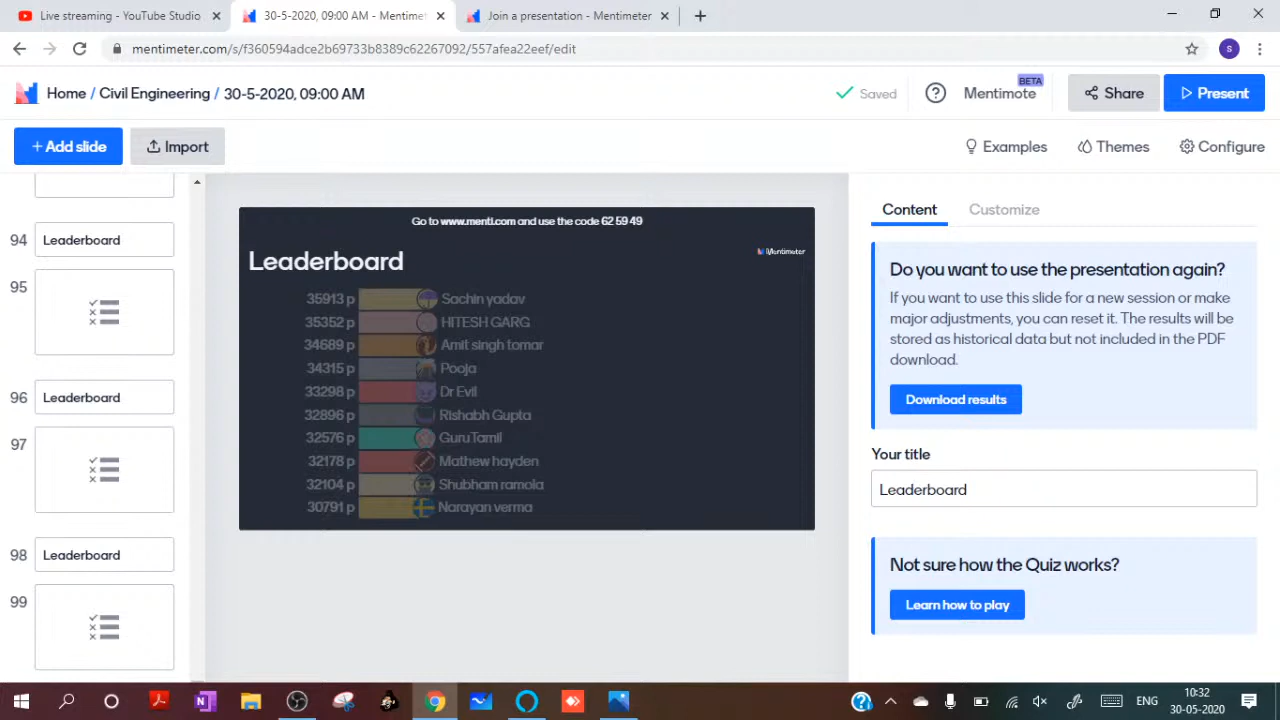 Live streaming - YouTube Studio
30-5-2020, 09:00 AM - Mentimet
Join a presentation - Mentimeter
mentimeter.com/s/f360594adce2b69733b8389c62267092/557afea22eef/edit
s
Home / Civil Engineering / 30-5-2020, 09:00 AM
Saved
Mentimote BETA
Share
Present
+ Add slide
Import
Examples
Themes
Configure
94 Leaderboard
95
96 Leaderboard
97
98 Leaderboard
99
Go to www.menti.com and use the code 62 59 49
Mentimeter
Leaderboard
35913 p Sachin yadav
35352 p HITESH GARG
34689 p Amit singh tomar
34315 p Pooja
33298 p Dr Evil
32896 p Rishabh Gupta
32576 p GuruTamil
32178 p Mathew hayden
32104 p Shubham ramola
30791 p Narayan verma
Content Customize
Do you want to use the presentation again?
If you want to use this slide for a new session or make
major adjustments, you can reset it. The results will be
stored as historical data but not included in the PDF
download.
Download results
Your title
Leaderboard
Not sure how the Quiz works?
Learn how to play
ENG
10:32
30-05-2020